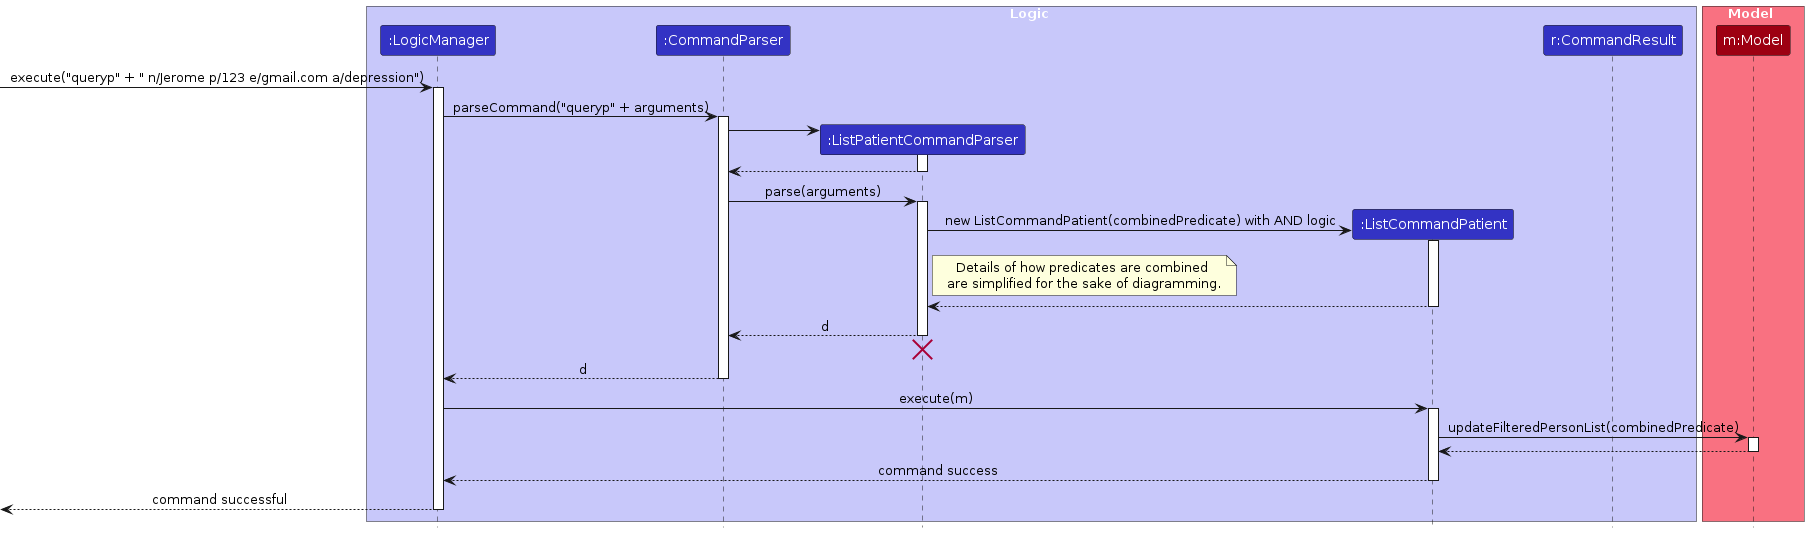 Logic
Model
:LogicManager
:CommandParser
r:CommandResult
m:Model
execute("queryp" + " n/Jerome p/123 e/gmail.com a/depression")
parseCommand("queryp" + arguments)
:ListPatientCommandParser
parse(arguments)
new ListCommandPatient(combinedPredicate) with AND logic
:ListCommandPatient
Details of how predicates are combined
are simplified for the sake of diagramming.
d
d
execute(m)
updateFilteredPersonList(combinedPredicate)
command success
command successful